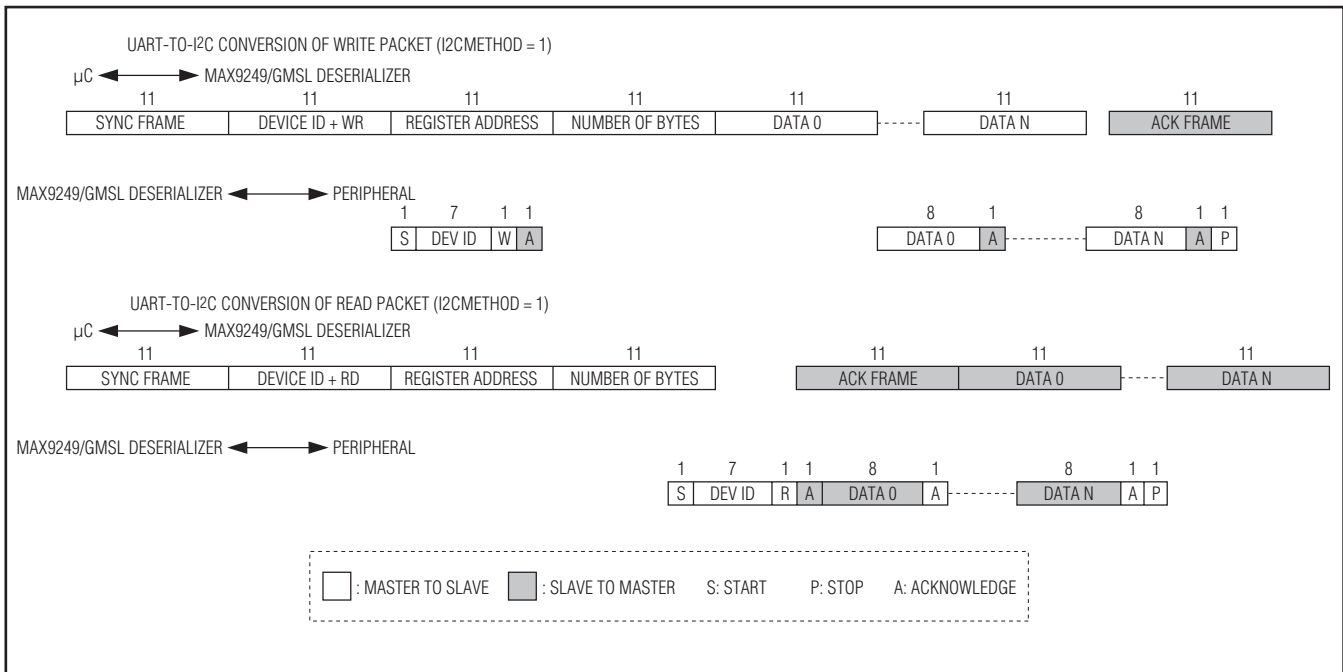 UART-TO-I2C CONVERSION OF WRITE PACKET (I2CMETHOD = 1)
µC MAX9249/GMSL DESERIALIZER
11 11 11 11 11 11 11
SYNC FRAME DEVICE ID + WR REGISTER ADDRESS NUMBER OF BYTES DATA 0 DATA N ACK FRAME
MAX9249/GMSL DESERIALIZER PERIPHERAL
1 7 1 1 8 1 8 1 1
S DEV ID W A DATA 0 A DATA N A P
UART-TO-I2C CONVERSION OF READ PACKET (I2CMETHOD = 1)
µC MAX9249/GMSL DESERIALIZER
11 11 11 11 11 11 11
SYNC FRAME DEVICE ID + RD REGISTER ADDRESS NUMBER OF BYTES ACK FRAME DATA 0 DATA N
MAX9249/GMSL DESERIALIZER PERIPHERAL
1 7 1 1 8 1 8 1 1
S DEV ID R A DATA 0 A DATA N A P
: MASTER TO SLAVE : SLAVE TO MASTER S: START P: STOP A: ACKNOWLEDGE